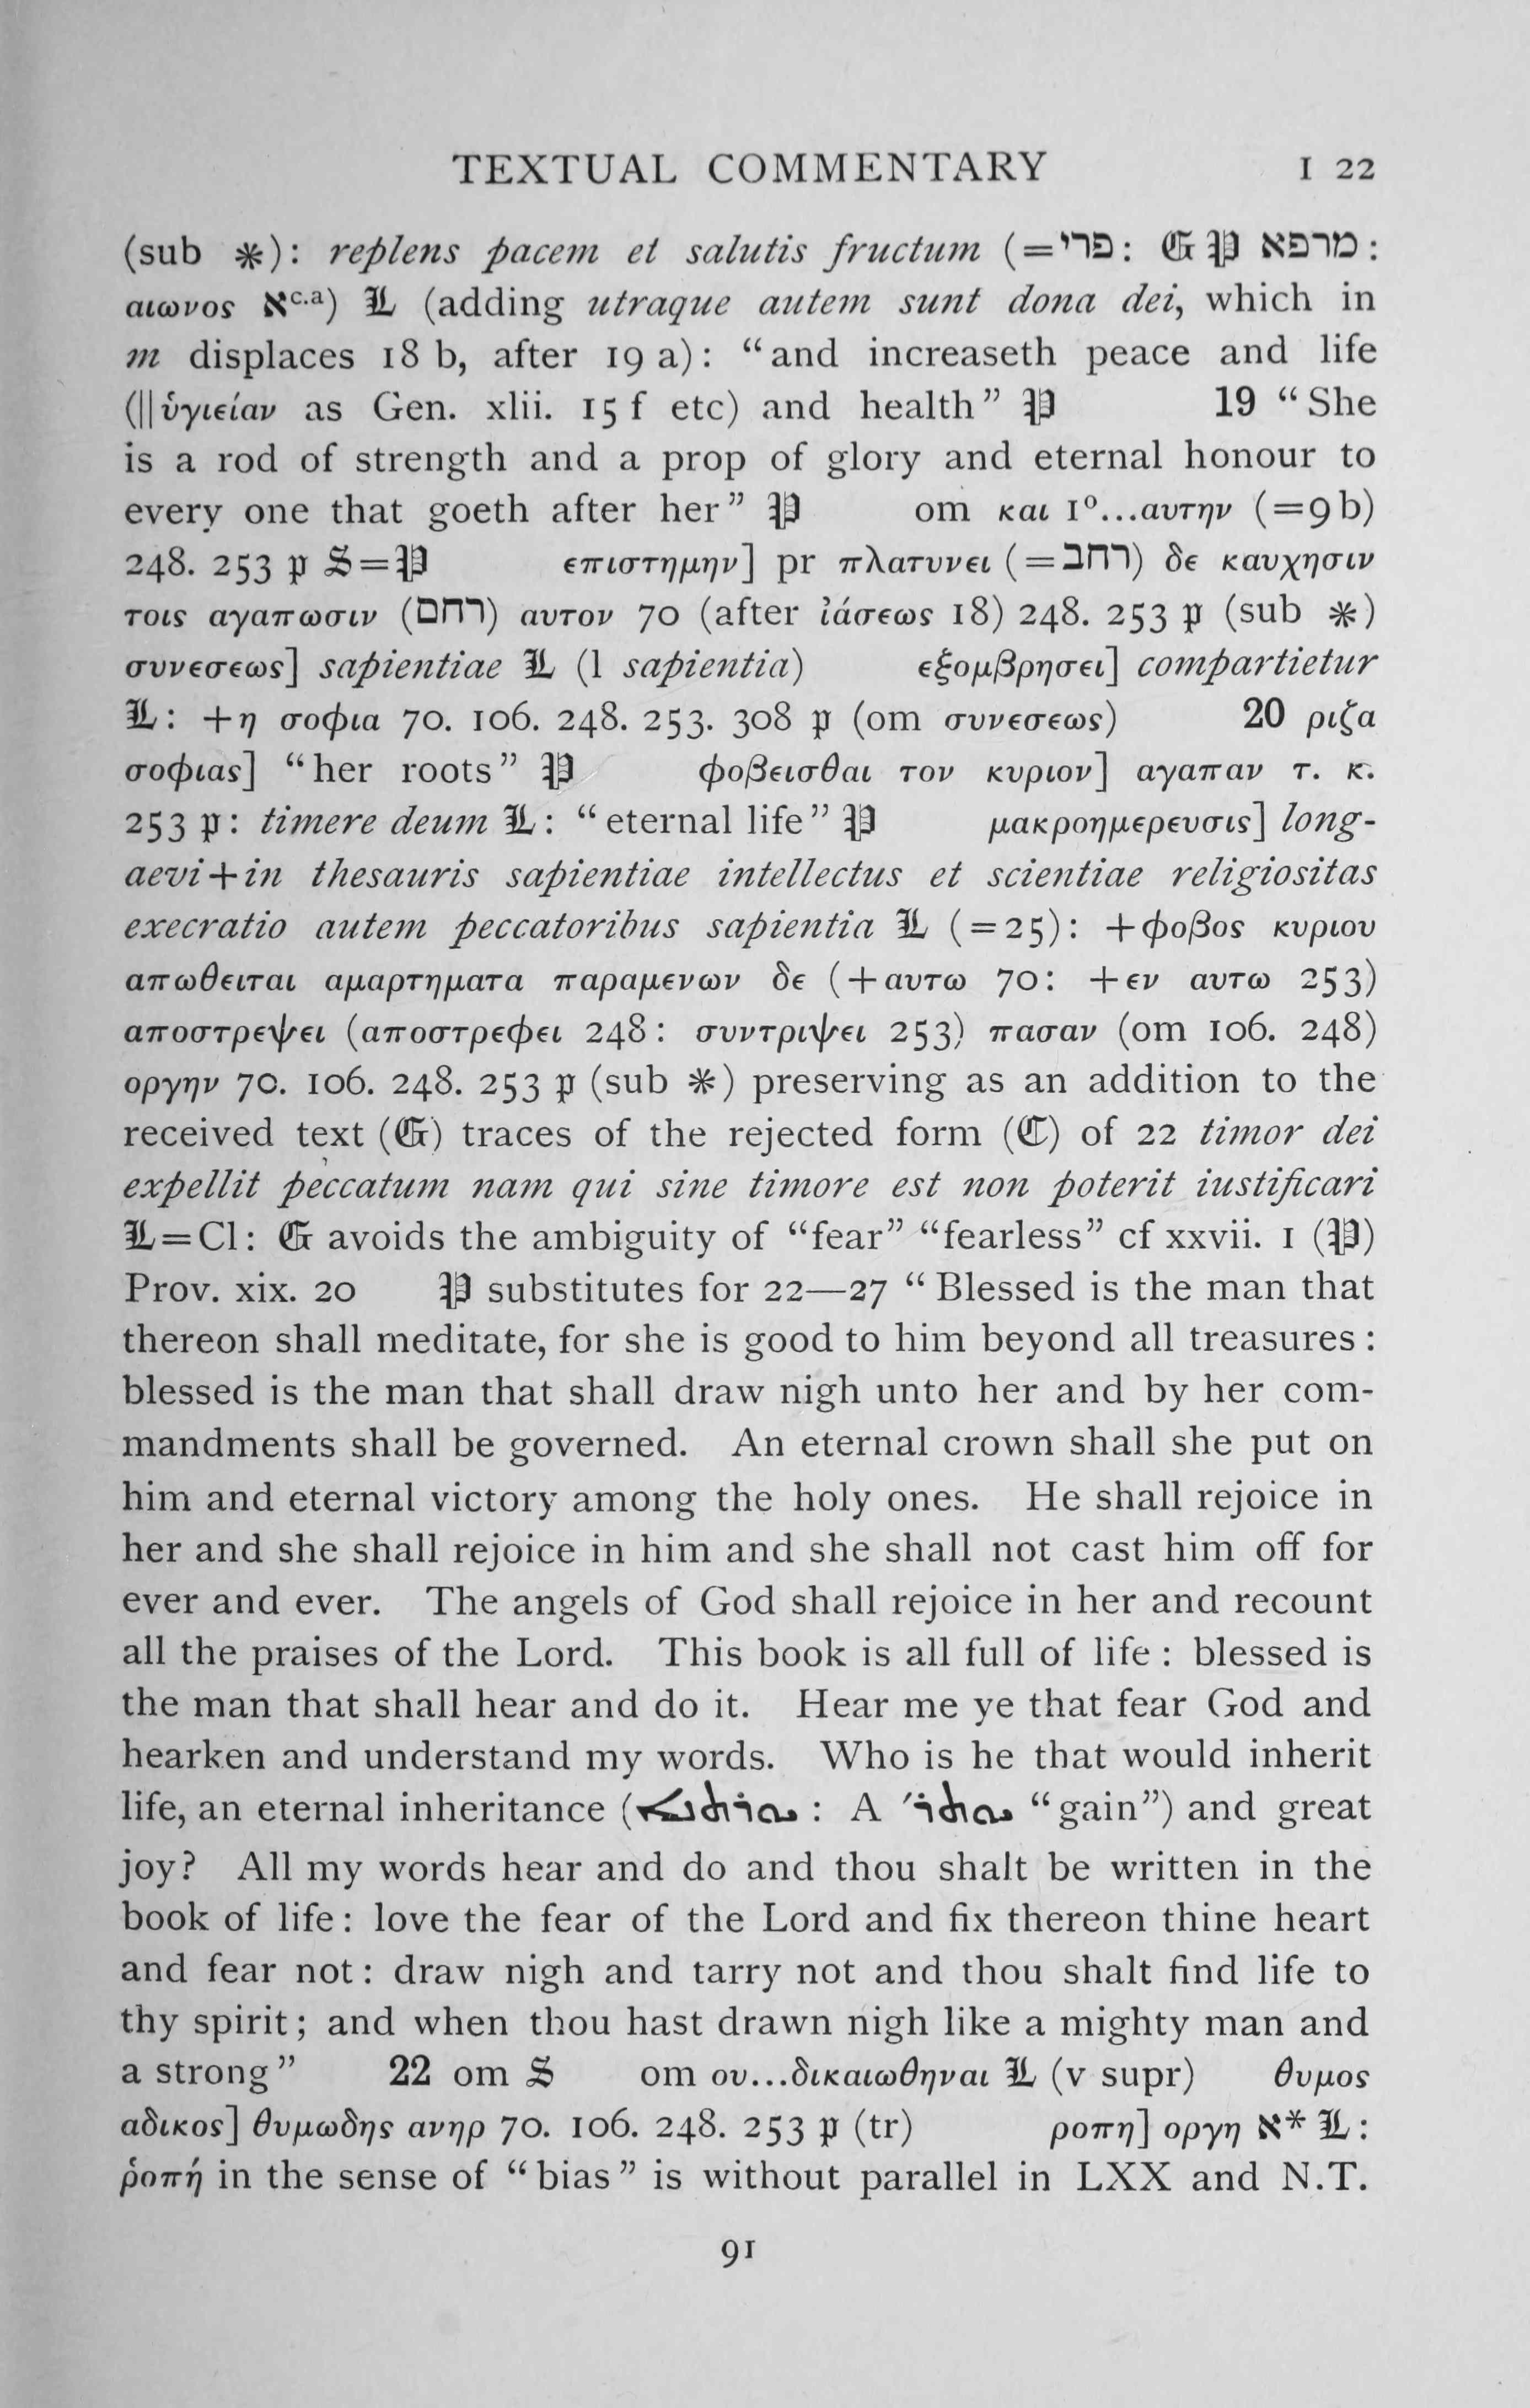 TEXTUAL COMMENTARY I 22
(sub ※): replens pacem et salutis fructum (=פרי: 𝕲 𝕻 מרפא:
αιωνος ℵc.a) 𝕷 (adding utraque autem sunt dona dei, which in
m displaces 18 b, after 19 a): “and increaseth peace and life
(||ὑγιείαν as Gen. xlii. 15 f etc) and health” 𝕻 19 “She
is a rod of strength and a prop of glory and eternal honour to
every one that goeth after her” 𝕻 om και 1º...αυτην (=9 b)
248. 253 𝖕 𝕾=𝕻 επιστημην] pr πλατυνει (=רחב) δε καυχησιν
τοις αγαπωσιν (רחם) αυτον 70 (after ἰάσεως 18) 248. 253 𝖕 (sub ※)
συνεσεως] sapientiae 𝕷 (l sapientia) εξομβρησει] compartietur
𝕷: +η σοφια 70. 106. 248. 253. 308 𝖕 (om συνεσεως) 20 ριζα
σοφιας] “her roots” 𝕻 φοβεισθαι τον κυριον] αγαπαν τ. κ.
253 𝖕: timere deum 𝕷: “eternal life” 𝕻 μακροημερευσις] long-
aevi+in thesauris sapientiae intellectus et scientiae religiositas
execratio autem peccatoribus sapientia 𝕷 (=25): +φοβος κυριου
απωθειται αμαρτηματα παραμενων δε (+αυτω 70: +εν αυτω 253)
αποστρεψει (αποστρεφει 248: συντριψει 253) πασαν (om 106. 248)
οργην 70. 106. 248. 253 𝖕 (sub ※) preserving as an addition to the
received text (𝕲) traces of the rejected form (ℭ) of 22 timor dei
expellit peccatum nam qui sine timore est non poterit iustificari
𝕷=Cl: 𝕲 avoids the ambiguity of “fear” “fearless” cf xxvii. 1 (𝕻)
Prov. xix. 20 𝕻 substitutes for 22—27 “Blessed is the man that
thereon shall meditate, for she is good to him beyond all treasures:
blessed is the man that shall draw nigh unto her and by her com-
mandments shall be governed. An eternal crown shall she put on
him and eternal victory among the holy ones. He shall rejoice in
her and she shall rejoice in him and she shall not cast him off for
ever and ever. The angels of God shall rejoice in her and recount
all the praises of the Lord. This book is all full of life: blessed is
the man that shall hear and do it. Hear me ye that fear God and
hearken and understand my words. Who is he that would inherit
life, an eternal inheritance ( : A “gain”) and great
joy? All my words hear and do and thou shalt be written in the
book of life: love the fear of the Lord and fix thereon thine heart
and fear not: draw nigh and tarry not and thou shalt find life to
thy spirit; and when thou hast drawn nigh like a mighty man and
a strong” 22 om 𝕾 om ου...δικαιωθηναι 𝕷 (v supr) θυμος
αδικος] θυμωδης ανηρ 70. 106. 248. 253 𝖕 (tr) ροπη] οργη ℵ* 𝕷:
ῥοπή in the sense of “bias” is without parallel in LXX and N.T.
91